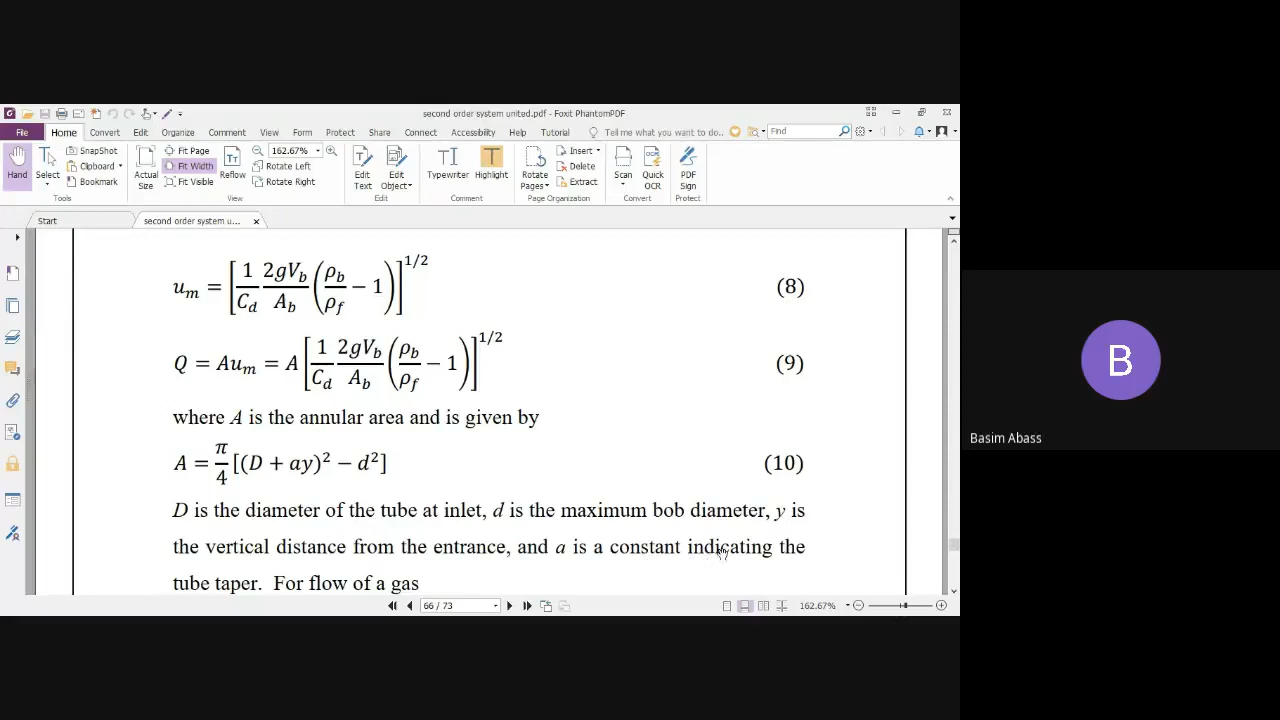 second order system united.pdf - Foxit PhantomPDF
File Home Convert Edit Organize Comment View Form Protect Share Connect Accessibility Help Tutorial Tell me what you want to do.. Find
Hand
Select
SnapShot
Clipboard
Bookmark
Tools
Actual Size
Fit Page
Fit Width
Fit Visible
Reflow
162.67%
Rotate Left
Rotate Right
View
Edit Text
Edit Object
Edit
Typewriter
Highlight
Comment
Rotate Pages
Insert
Delete
Extract
Page Organization
Scan
Quick OCR
Convert
PDF Sign
Protect
Start
second order system u...
u_m = [1/C_d 2gV_b/A_b (ρ_b/ρ_f − 1)]^{1/2} (8)
Q = Au_m = A [1/C_d 2gV_b/A_b (ρ_b/ρ_f − 1)]^{1/2} (9)
where A is the annular area and is given by
A = π/4 [(D + ay)² − d²] (10)
D is the diameter of the tube at inlet, d is the maximum bob diameter, y is
the vertical distance from the entrance, and a is a constant indicating the
tube taper. For flow of a gas
66 / 73
162.67%
B
Basim Abass